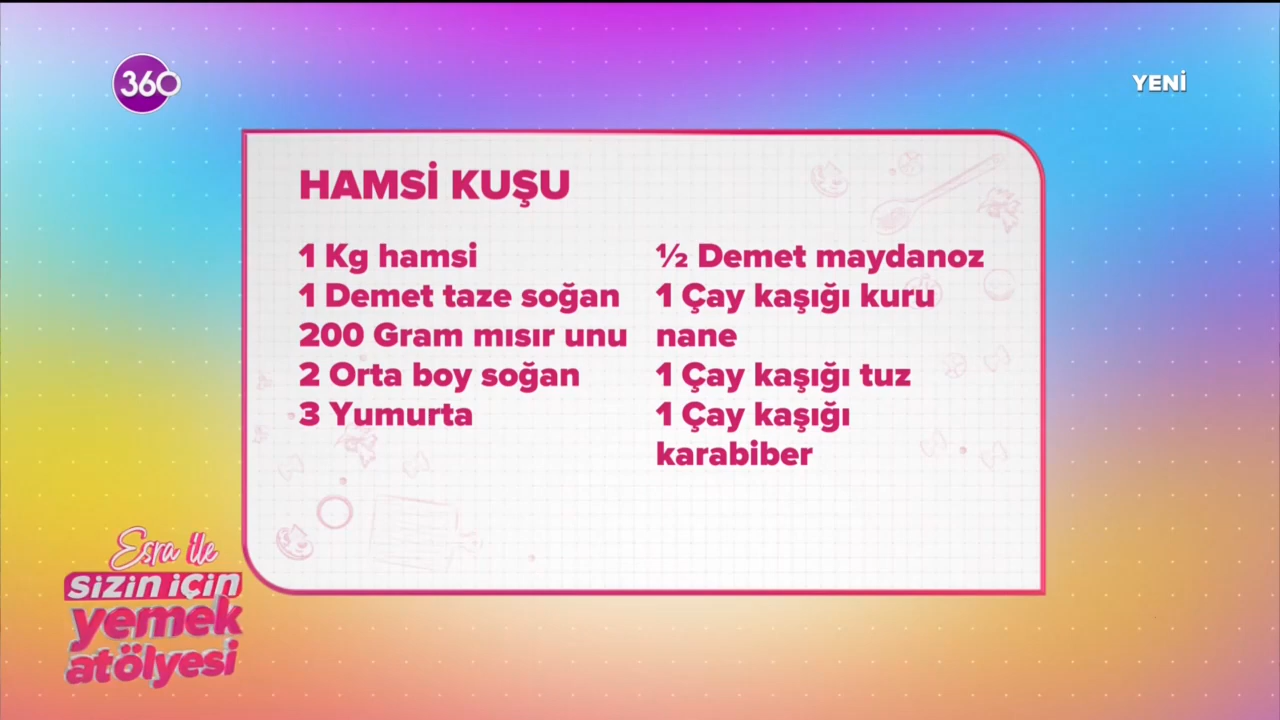 360
YENİ
HAMSİ KUŞU
1 Kg hamsi
1 Demet taze soğan
200 Gram mısır unu
2 Orta boy soğan
3 Yumurta
½ Demet maydanoz
1 Çay kaşığı kuru
nane
1 Çay kaşığı tuz
1 Çay kaşığı
karabiber
Esra ile
sizin için
yemek
atölyesi